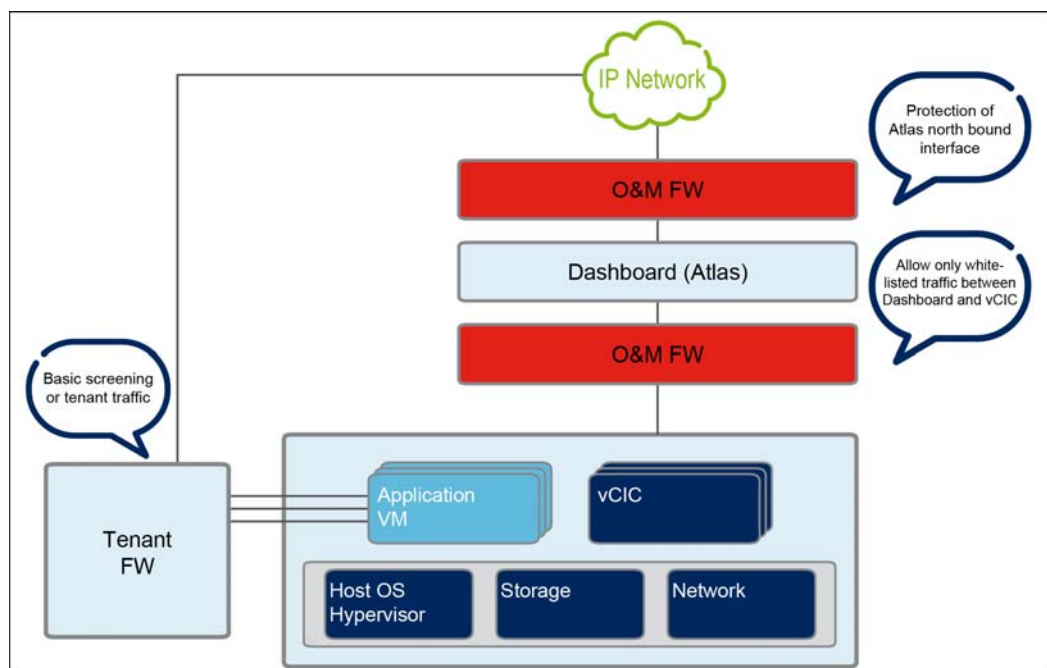 IP Network
Protection of
Atlas north bound
interface
O&M FW
Dashboard (Atlas)
Allow only white-
listed traffic between
Dashboard and vCIC
O&M FW
Basic screening
or tenant traffic
Tenant
FW
Application
VM
vCIC
Host OS
Hypervisor
Storage
Network